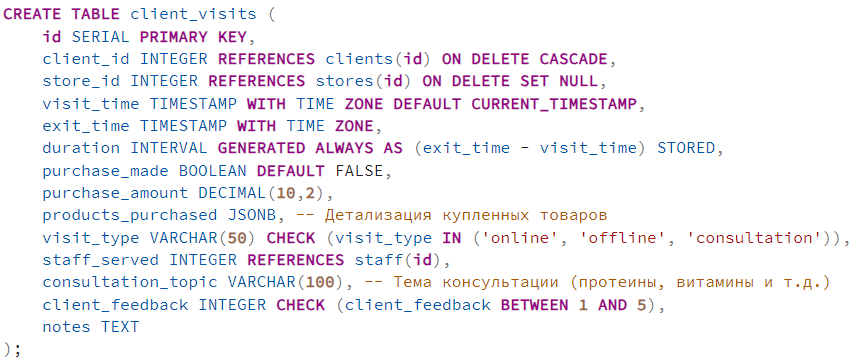 CREATE TABLE client_visits (
    id SERIAL PRIMARY KEY,
    client_id INTEGER REFERENCES clients(id) ON DELETE CASCADE,
    store_id INTEGER REFERENCES stores(id) ON DELETE SET NULL,
    visit_time TIMESTAMP WITH TIME ZONE DEFAULT CURRENT_TIMESTAMP,
    exit_time TIMESTAMP WITH TIME ZONE,
    duration INTERVAL GENERATED ALWAYS AS (exit_time - visit_time) STORED,
    purchase_made BOOLEAN DEFAULT FALSE,
    purchase_amount DECIMAL(10,2),
    products_purchased JSONB, -- Детализация купленных товаров
    visit_type VARCHAR(50) CHECK (visit_type IN ('online', 'offline', 'consultation')),
    staff_served INTEGER REFERENCES staff(id),
    consultation_topic VARCHAR(100), -- Тема консультации (протеины, витамины и т.д.)
    client_feedback INTEGER CHECK (client_feedback BETWEEN 1 AND 5),
    notes TEXT
);